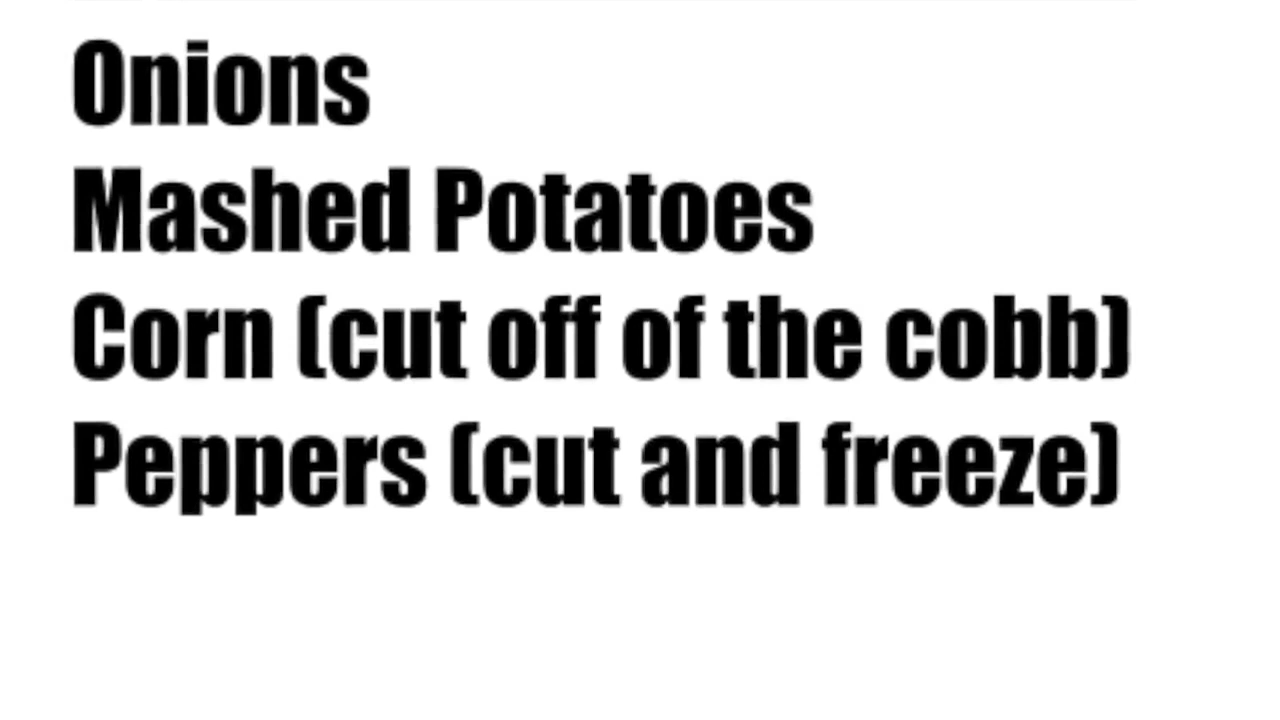 Onions
Mashed Potatoes
Corn (cut off of the cobb)
Peppers (cut and freeze)